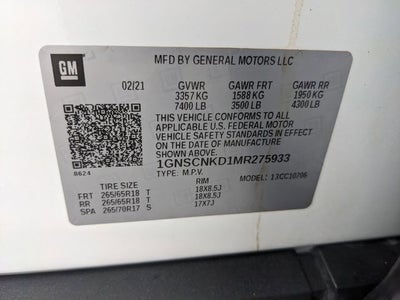 GM
MFD BY GENERAL MOTORS LLC
02/21 GVWR GAWR FRT GAWR RR
3357 KG 1588 KG 1950 KG
7400 LB 3500 LB 4300 LB
THIS VEHICLE CONFORMS TO ALL
APPLICABLE U.S. FEDERAL MOTOR
VEHICLE SAFETY STANDARDS IN EFFECT
ON THE DATE OF MANUFACTURE
SHOWN ABOVE.
1GNSCNKD1MR275933
8624
TYPE: M.P.V. MODEL: 13CC10706
TIRE SIZE RIM
FRT 265/65R18 T 18X8.5J
RR 265/65R18 T 18X8.5J
SPA 265/70R17 S 17X7J